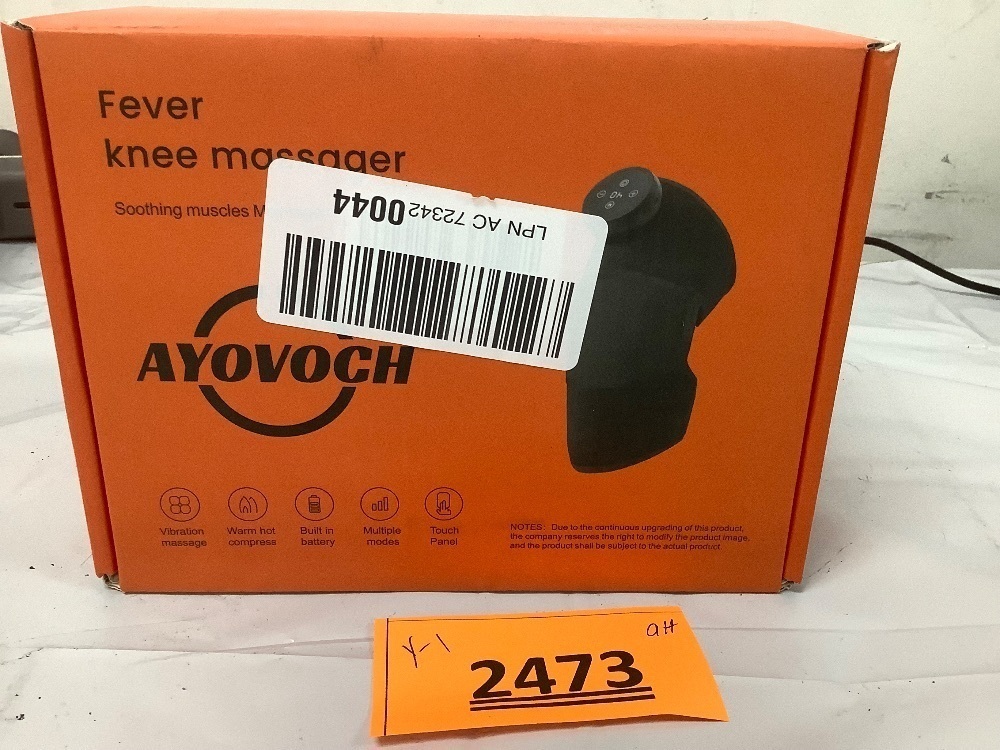 Fever
knee massager
Soothing muscles M
LPN AC 723420044
AYOVOCH
Vibration massage
Warm hot compress
Built in battery
Multiple modes
Touch Panel
NOTES: Due to the continuous upgrading of this product,
the company reserves the right to modify the product image,
and the product shall be subject to the actual product.
Y-1
2473